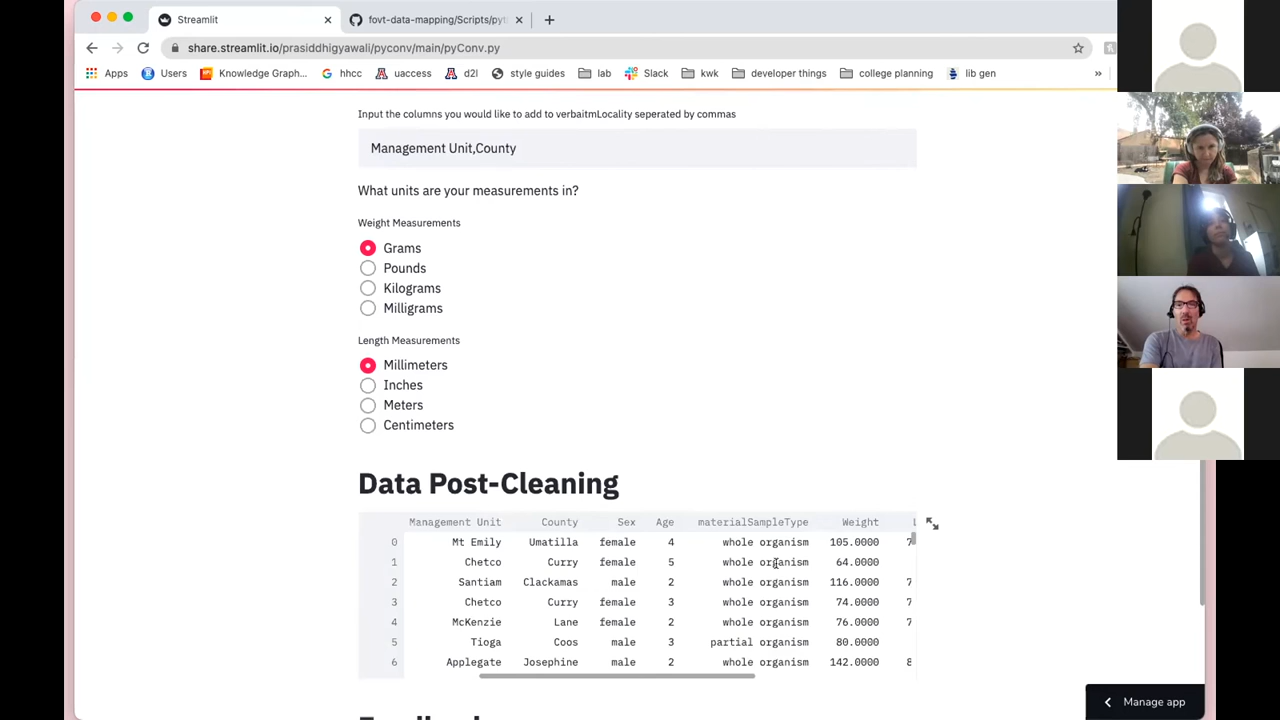 Streamlit
fovt-data-mapping/Scripts/pyt
share.streamlit.io/prasiddhigyawali/pyconv/main/pyConv.py
Apps Users Knowledge Grap... hhcc uaccess d2l style guides lab Slack kwk developer things college planning lib gen »
Input the columns you would like to add to verbaitmLocality seperated by commas
Management Unit,County
What units are your measurements in?
Weight Measurements
Grams
Pounds
Kilograms
Milligrams
Length Measurements
Millimeters
Inches
Meters
Centimeters
Data Post-Cleaning
Management Unit County Sex Age materialSampleType Weight
0 Mt Emily Umatilla female 4 whole organism 105.0000 7
1 Chetco Curry female 5 whole organism 64.0000
2 Santiam Clackamas male 2 whole organism 116.0000 7
3 Chetco Curry female 3 whole organism 74.0000 7
4 McKenzie Lane female 2 whole organism 76.0000 7
5 Tioga Coos male 3 partial organism 80.0000
6 Applegate Josephine male 2 whole organism 142.0000 8
Manage app